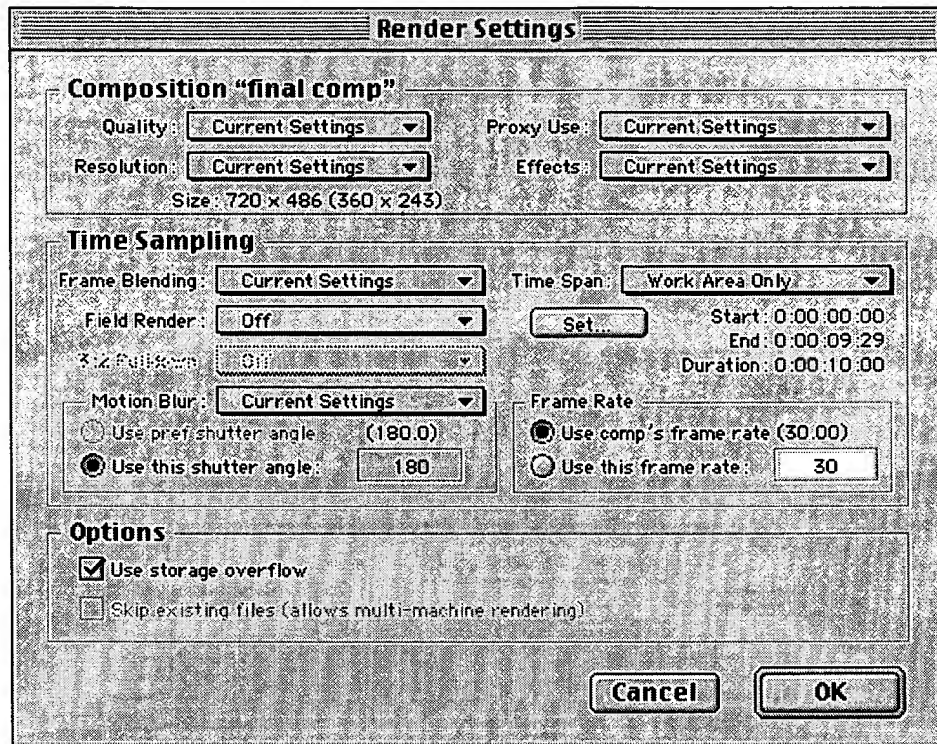 Render Settings
Composition “final comp”
Quality: Current Settings
Proxy Use: Current Settings
Resolution: Current Settings
Effects: Current Settings
Size: 720 x 486 (360 x 243)
Time Sampling
Frame Blending: Current Settings
Time Span: Work Area Only
Field Render: Off
Set...
Start: 0:00:00:00
End: 0:00:09:29
3:2 Pulldown: Off
Duration: 0:00:10:00
Motion Blur: Current Settings
Frame Rate
Use pref shutter angle (180.0)
Use comp's frame rate (30.00)
Use this shutter angle: 180
Use this frame rate: 30
Options
Use storage overflow
Skip existing files (allows multi-machine rendering)
Cancel
OK